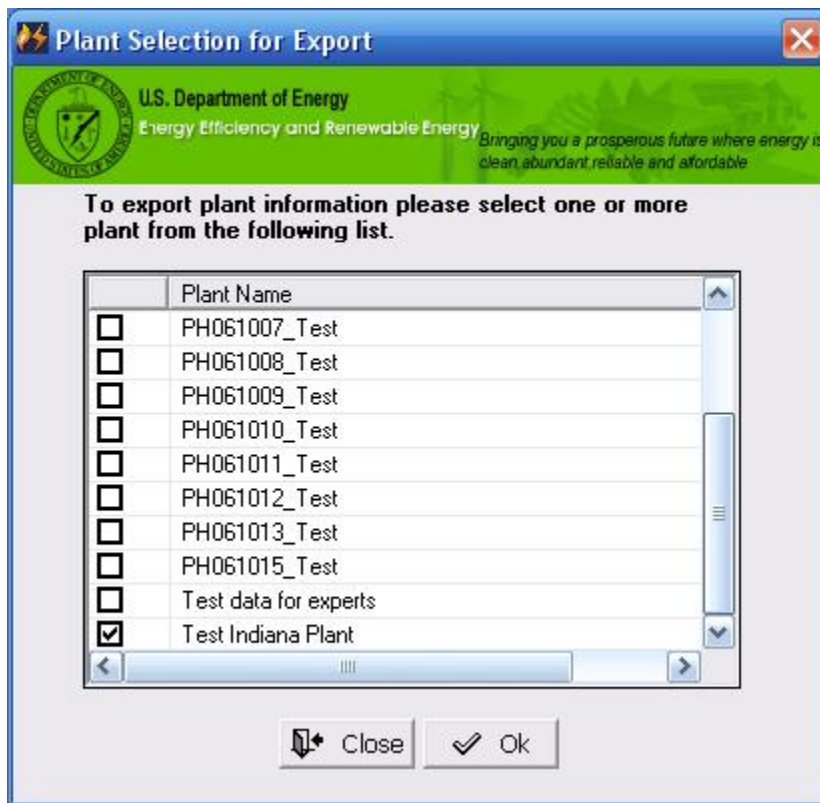 Plant Selection for Export
U.S. Department of Energy
Energy Efficiency and Renewable Energy
Bringing you a prosperous future where energy is
clean,abundant,reliable and affordable
To export plant information please select one or more
plant from the following list.
Plant Name
PH061007_Test
PH061008_Test
PH061009_Test
PH061010_Test
PH061011_Test
PH061012_Test
PH061013_Test
PH061015_Test
Test data for experts
Test Indiana Plant
Close
Ok